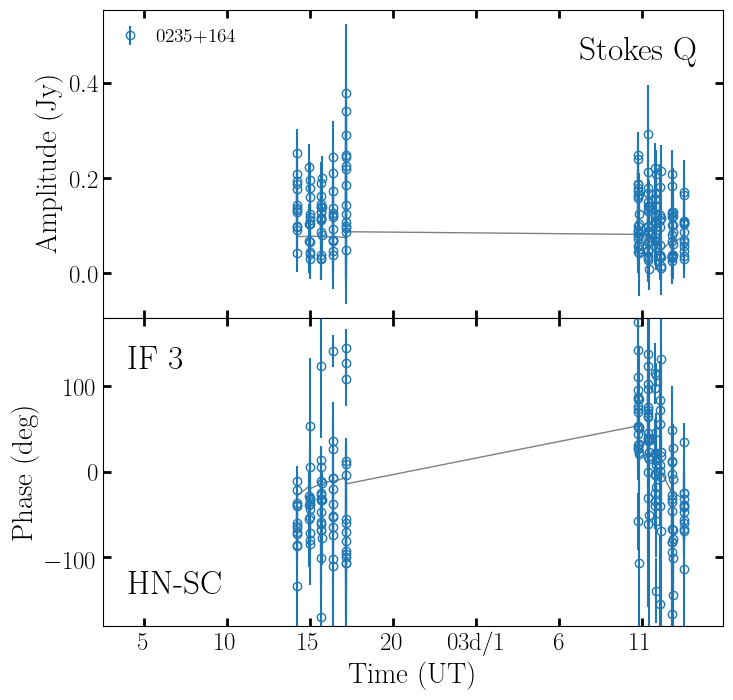 0235+164
Stokes Q
Amplitude (Jy)
0.4
0.2
0.0
IF 3
Phase (deg)
100
0
−100
HN-SC
5 10 15 20 03d/1 6 11
Time (UT)